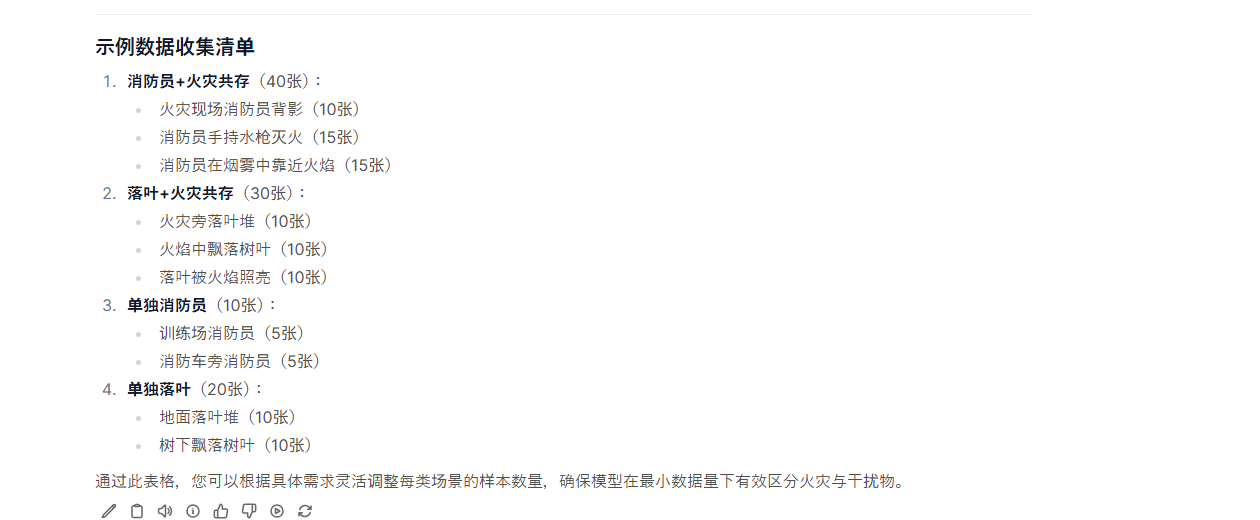 示例数据收集清单
1. 消防员+火灾共存（40张）：
火灾现场消防员背影（10张）
消防员手持水枪灭火（15张）
消防员在烟雾中靠近火焰（15张）
2. 落叶+火灾共存（30张）：
火灾旁落叶堆（10张）
火焰中飘落树叶（10张）
落叶被火焰照亮（10张）
3. 单独消防员（10张）：
训练场消防员（5张）
消防车旁消防员（5张）
4. 单独落叶（20张）：
地面落叶堆（10张）
树下飘落树叶（10张）
通过此表格，您可以根据具体需求灵活调整每类场景的样本数量，确保模型在最小数据量下有效区分火灾与干扰物。